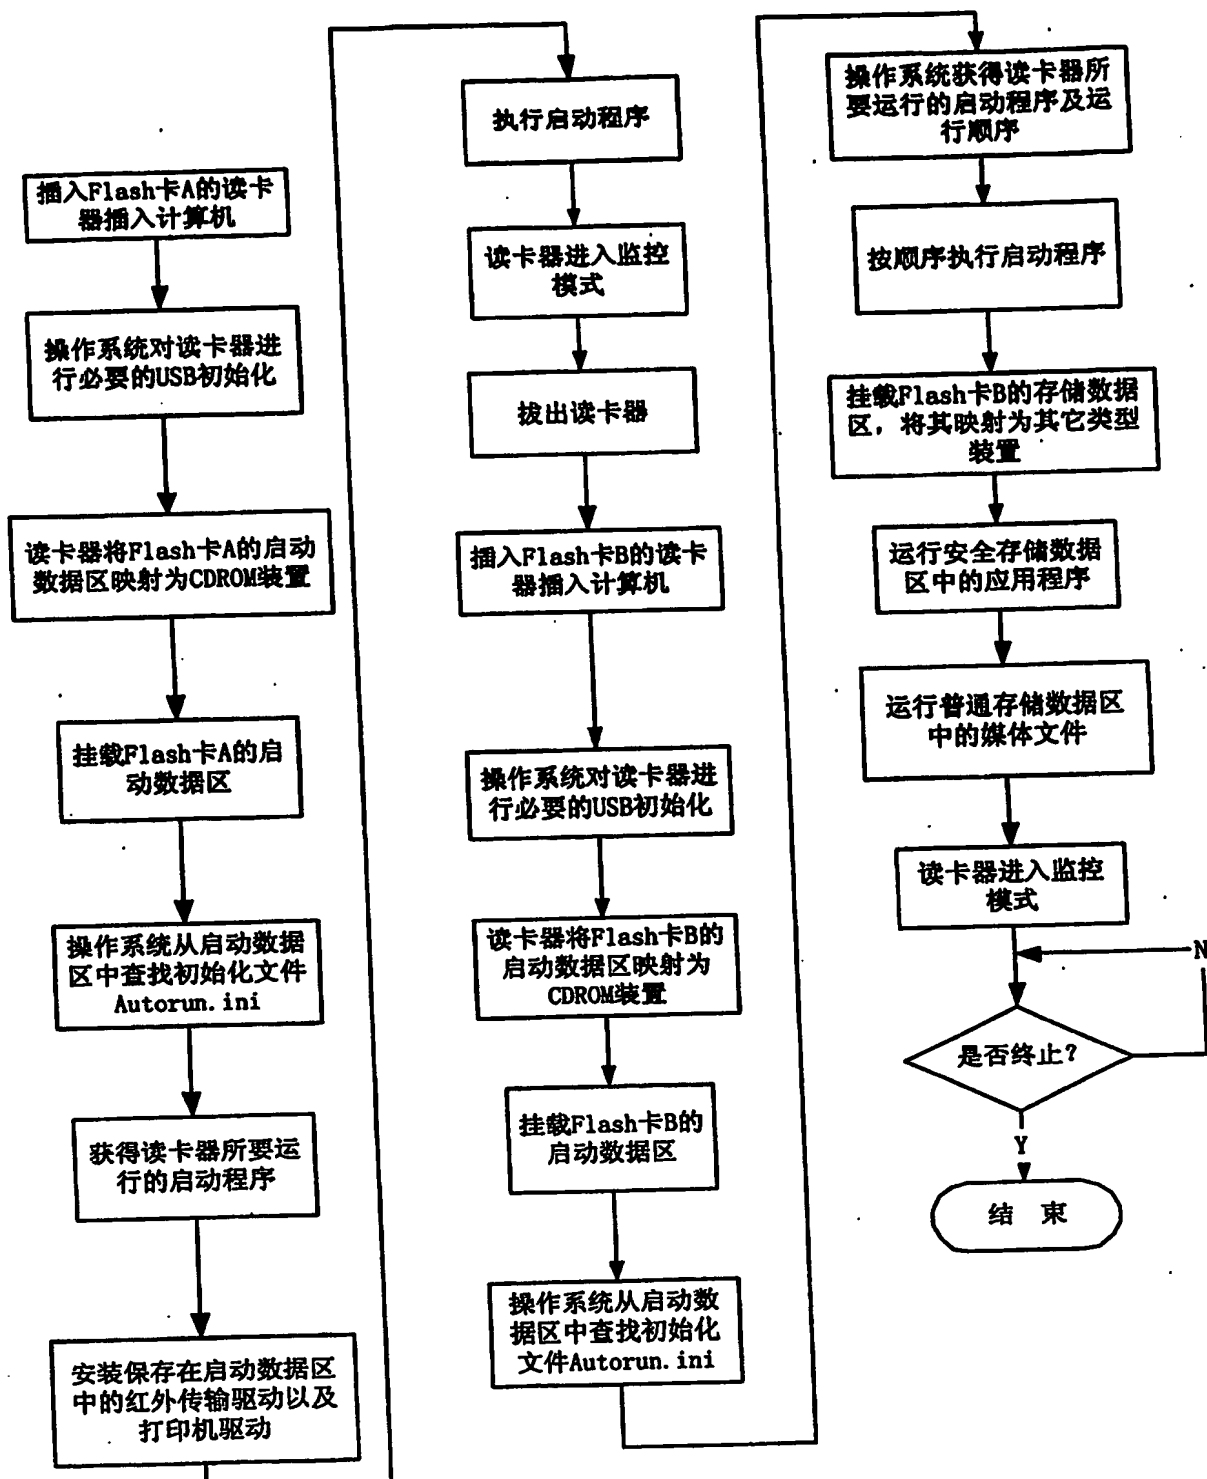 插入Flash卡A的读卡
器插入计算机
操作系统对读卡器进
行必要的USB初始化
读卡器将Flash卡A的启动
数据区映射为CDROM装置
挂载Flash卡A的启
动数据区
操作系统从启动数据
区中查找初始化文件
Autorun.ini
获得读卡器所要运
行的启动程序
安装保存在启动数据区
中的红外传输驱动以及
打印机驱动
执行启动程序
读卡器进入监控
模式
拔出读卡器
插入Flash卡B的读卡
器插入计算机
操作系统对读卡器进
行必要的USB初始化
读卡器将Flash卡B的
启动数据区映射为
CDROM装置
挂载Flash卡B的
启动数据区
操作系统从启动数
据区中查找初始化
文件Autorun.ini
操作系统获得读卡器所
要运行的启动程序及运
行顺序
按顺序执行启动程序
挂载Flash卡B的存储数据
区，将其映射为其它类型
装置
运行安全存储数据
区中的应用程序
运行普通存储数据区
中的媒体文件
读卡器进入监控
模式
N
是否终止？
Y
结 束